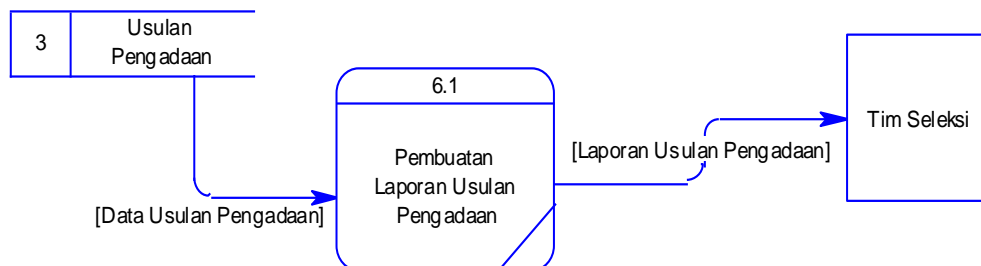 3
Usulan
Pengadaan
6.1
Pembuatan
Laporan Usulan
Pengadaan
[Data Usulan Pengadaan]
[Laporan Usulan Pengadaan]
Tim Seleksi